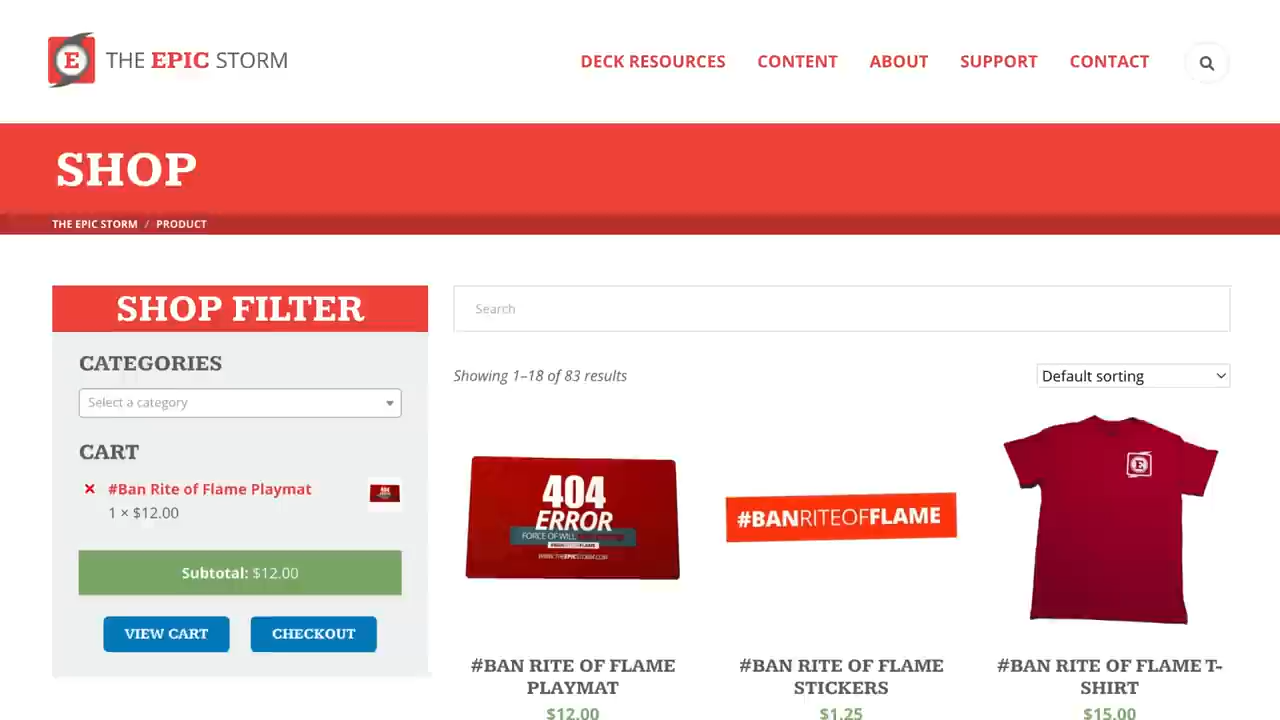 E THE EPIC STORM
DECK RESOURCES CONTENT ABOUT SUPPORT CONTACT
SHOP
THE EPIC STORM / PRODUCT
SHOP FILTER
CATEGORIES
Select a category
CART
× #Ban Rite of Flame Playmat
1 × $12.00
Subtotal: $12.00
VIEW CART CHECKOUT
Search
Showing 1–18 of 83 results
Default sorting
404
ERROR
FORCE OF WILL
WWW.THEEPICSTORM.COM
#BANRITEOFFLAME
E
#BAN RITE OF FLAME
PLAYMAT
$12.00
#BAN RITE OF FLAME
STICKERS
$1.25
#BAN RITE OF FLAME T-
SHIRT
$15.00